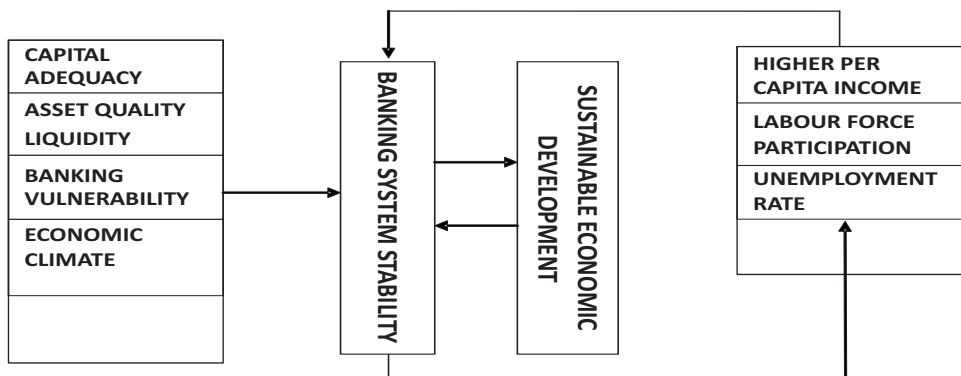 CAPITAL
ADEQUACY
ASSET QUALITY
LIQUIDITY
BANKING
VULNERABILITY
ECONOMIC
CLIMATE
BANKING SYSTEM STABILITY
SUSTAINABLE ECONOMIC
DEVELOPMENT
HIGHER PER
CAPITA INCOME
LABOUR FORCE
PARTICIPATION
UNEMPLOYMENT
RATE